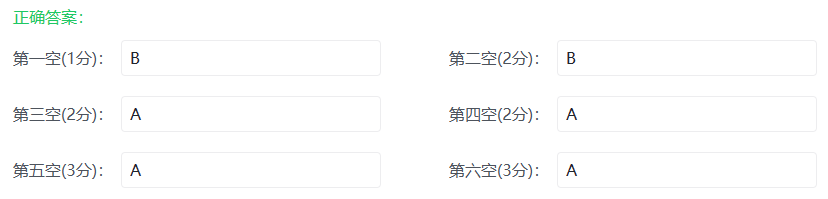 正确答案：
第一空(1分)： B 第二空(2分)： B
第三空(2分)： A 第四空(2分)： A
第五空(3分)： A 第六空(3分)： A